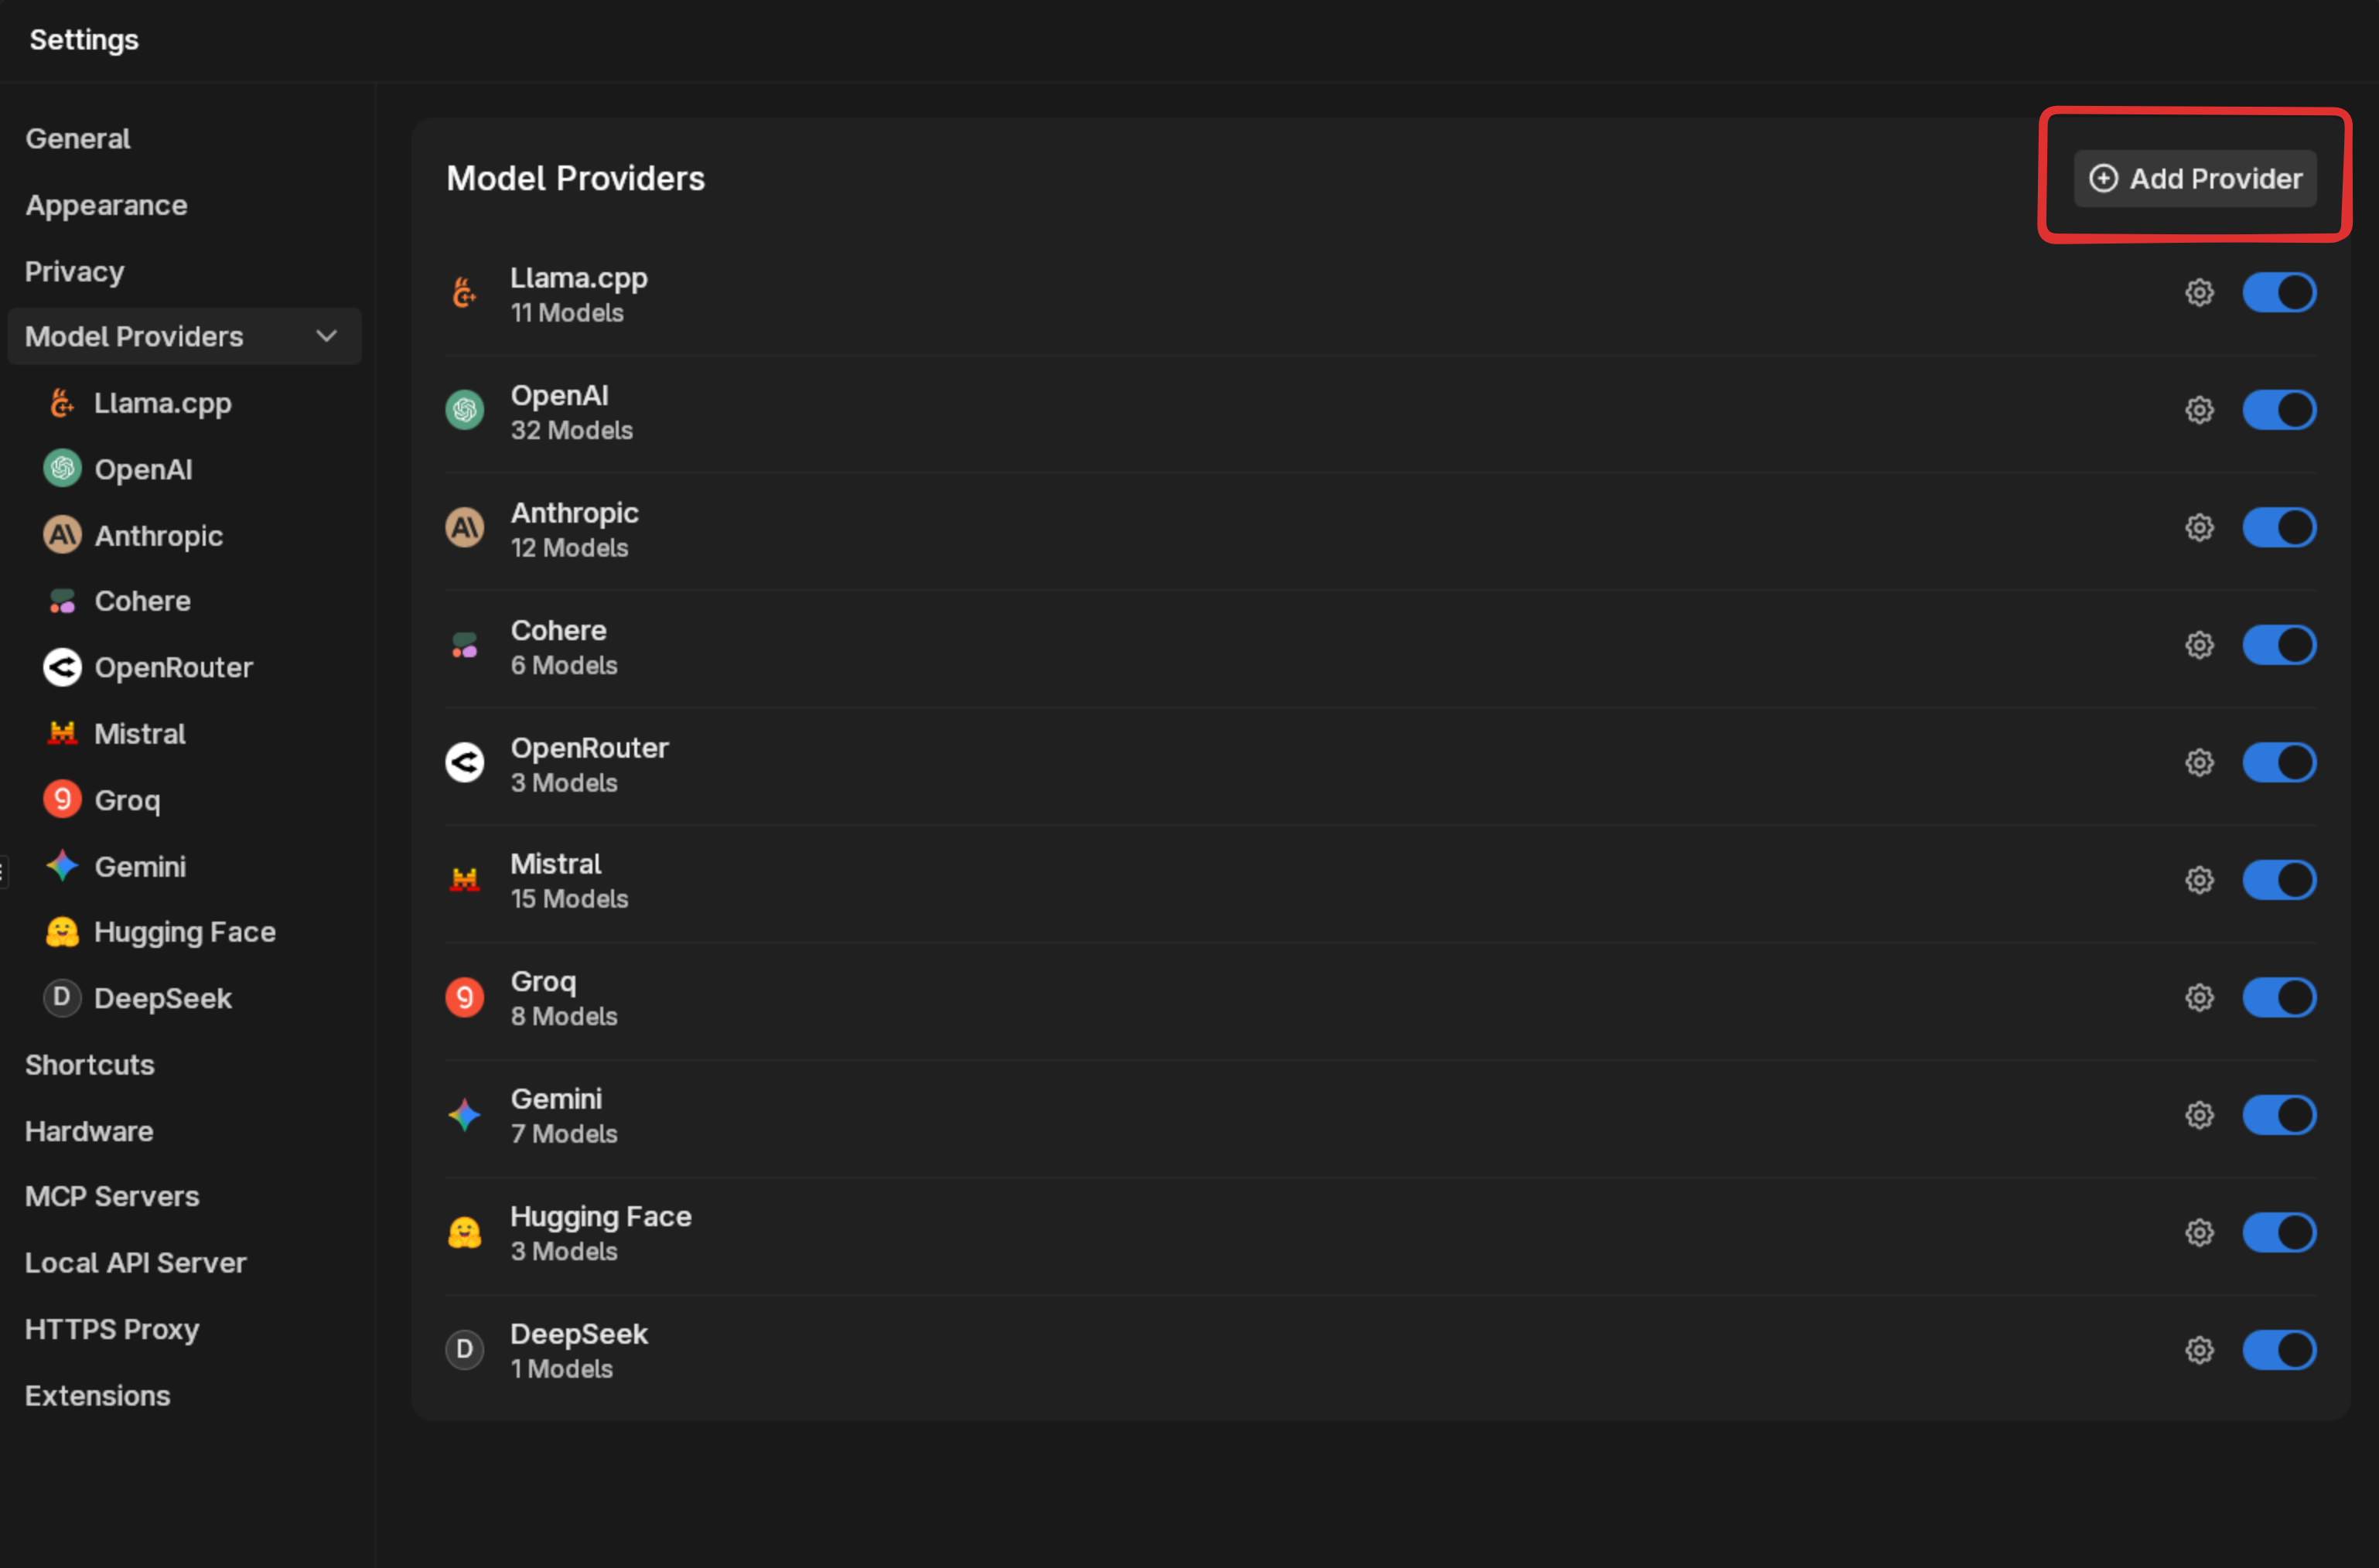 Settings
General
Appearance
Privacy
Model Providers
Llama.cpp
OpenAI
Anthropic
Cohere
OpenRouter
Mistral
Groq
Gemini
Hugging Face
D DeepSeek
Shortcuts
Hardware
MCP Servers
Local API Server
HTTPS Proxy
Extensions
Model Providers
Add Provider
Llama.cpp
11 Models
OpenAI
32 Models
Anthropic
12 Models
Cohere
6 Models
OpenRouter
3 Models
Mistral
15 Models
Groq
8 Models
Gemini
7 Models
Hugging Face
3 Models
D DeepSeek
1 Models